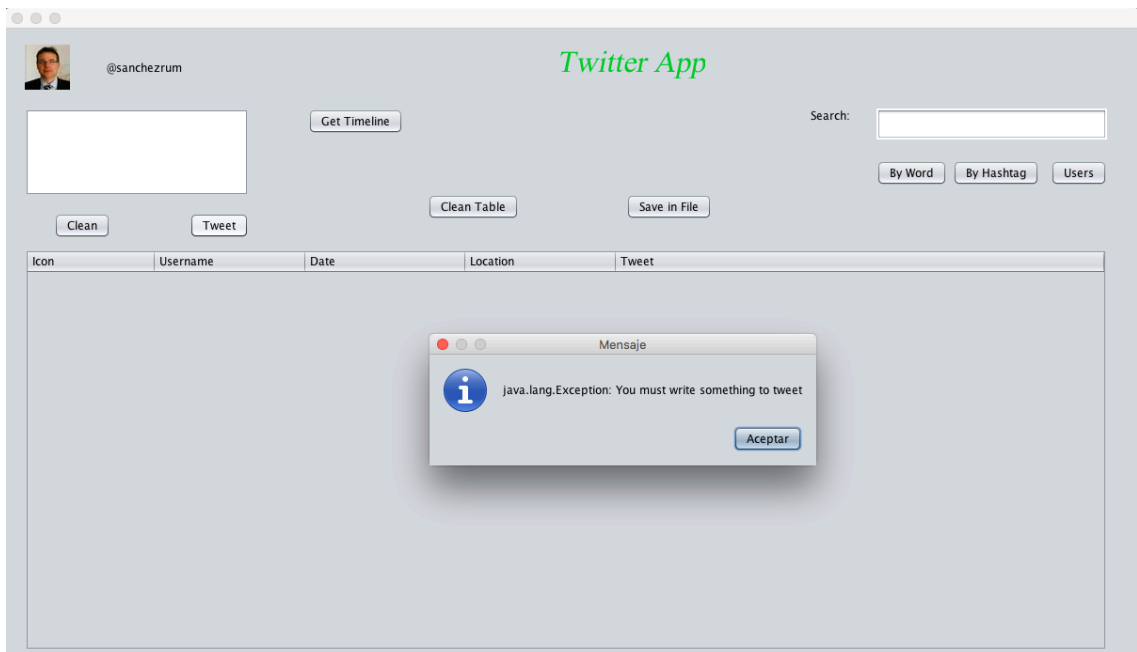 @sanchezrum
Twitter App
Get Timeline
Search:
By Word By Hashtag Users
Clean Table Save in File
Clean Tweet
Icon Username Date Location Tweet
Mensaje
java.lang.Exception: You must write something to tweet
Aceptar